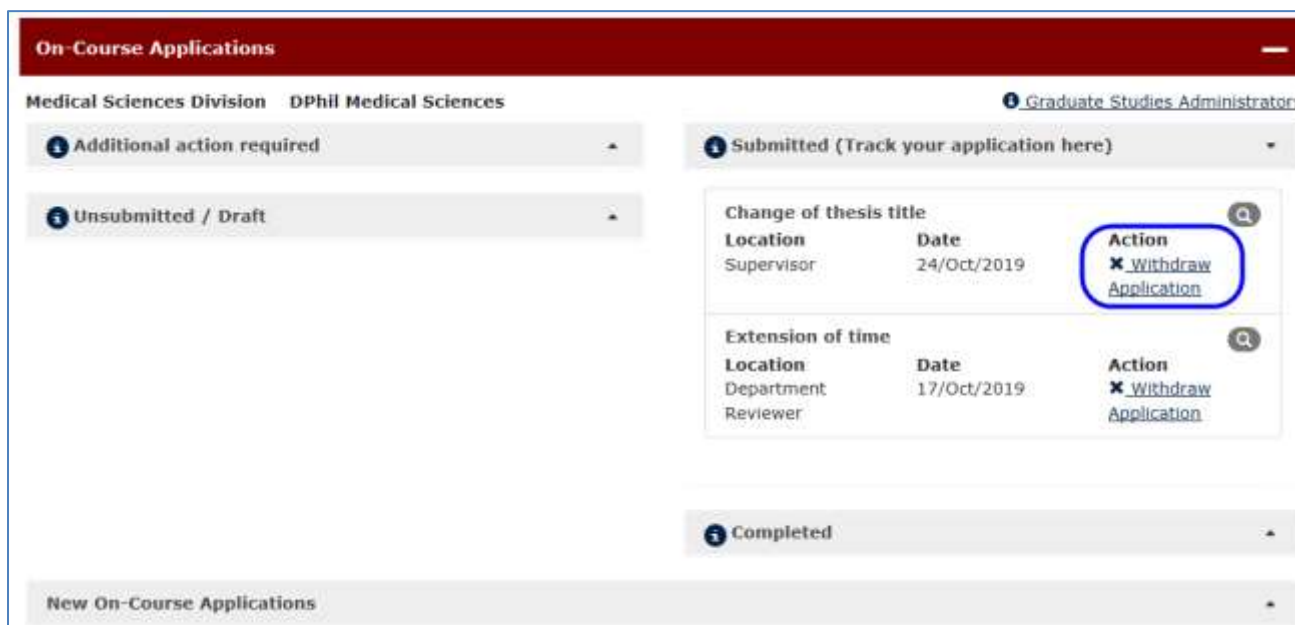 On-Course Applications
Medical Sciences Division DPhil Medical Sciences
Graduate Studies Administrators
Additional action required
Unsubmitted / Draft
Submitted (Track your application here)
Change of thesis title
Location Date Action
Supervisor 24/Oct/2019 Withdraw
Application
Extension of time
Location Date Action
Department 17/Oct/2019 Withdraw
Reviewer Application
Completed
New On-Course Applications